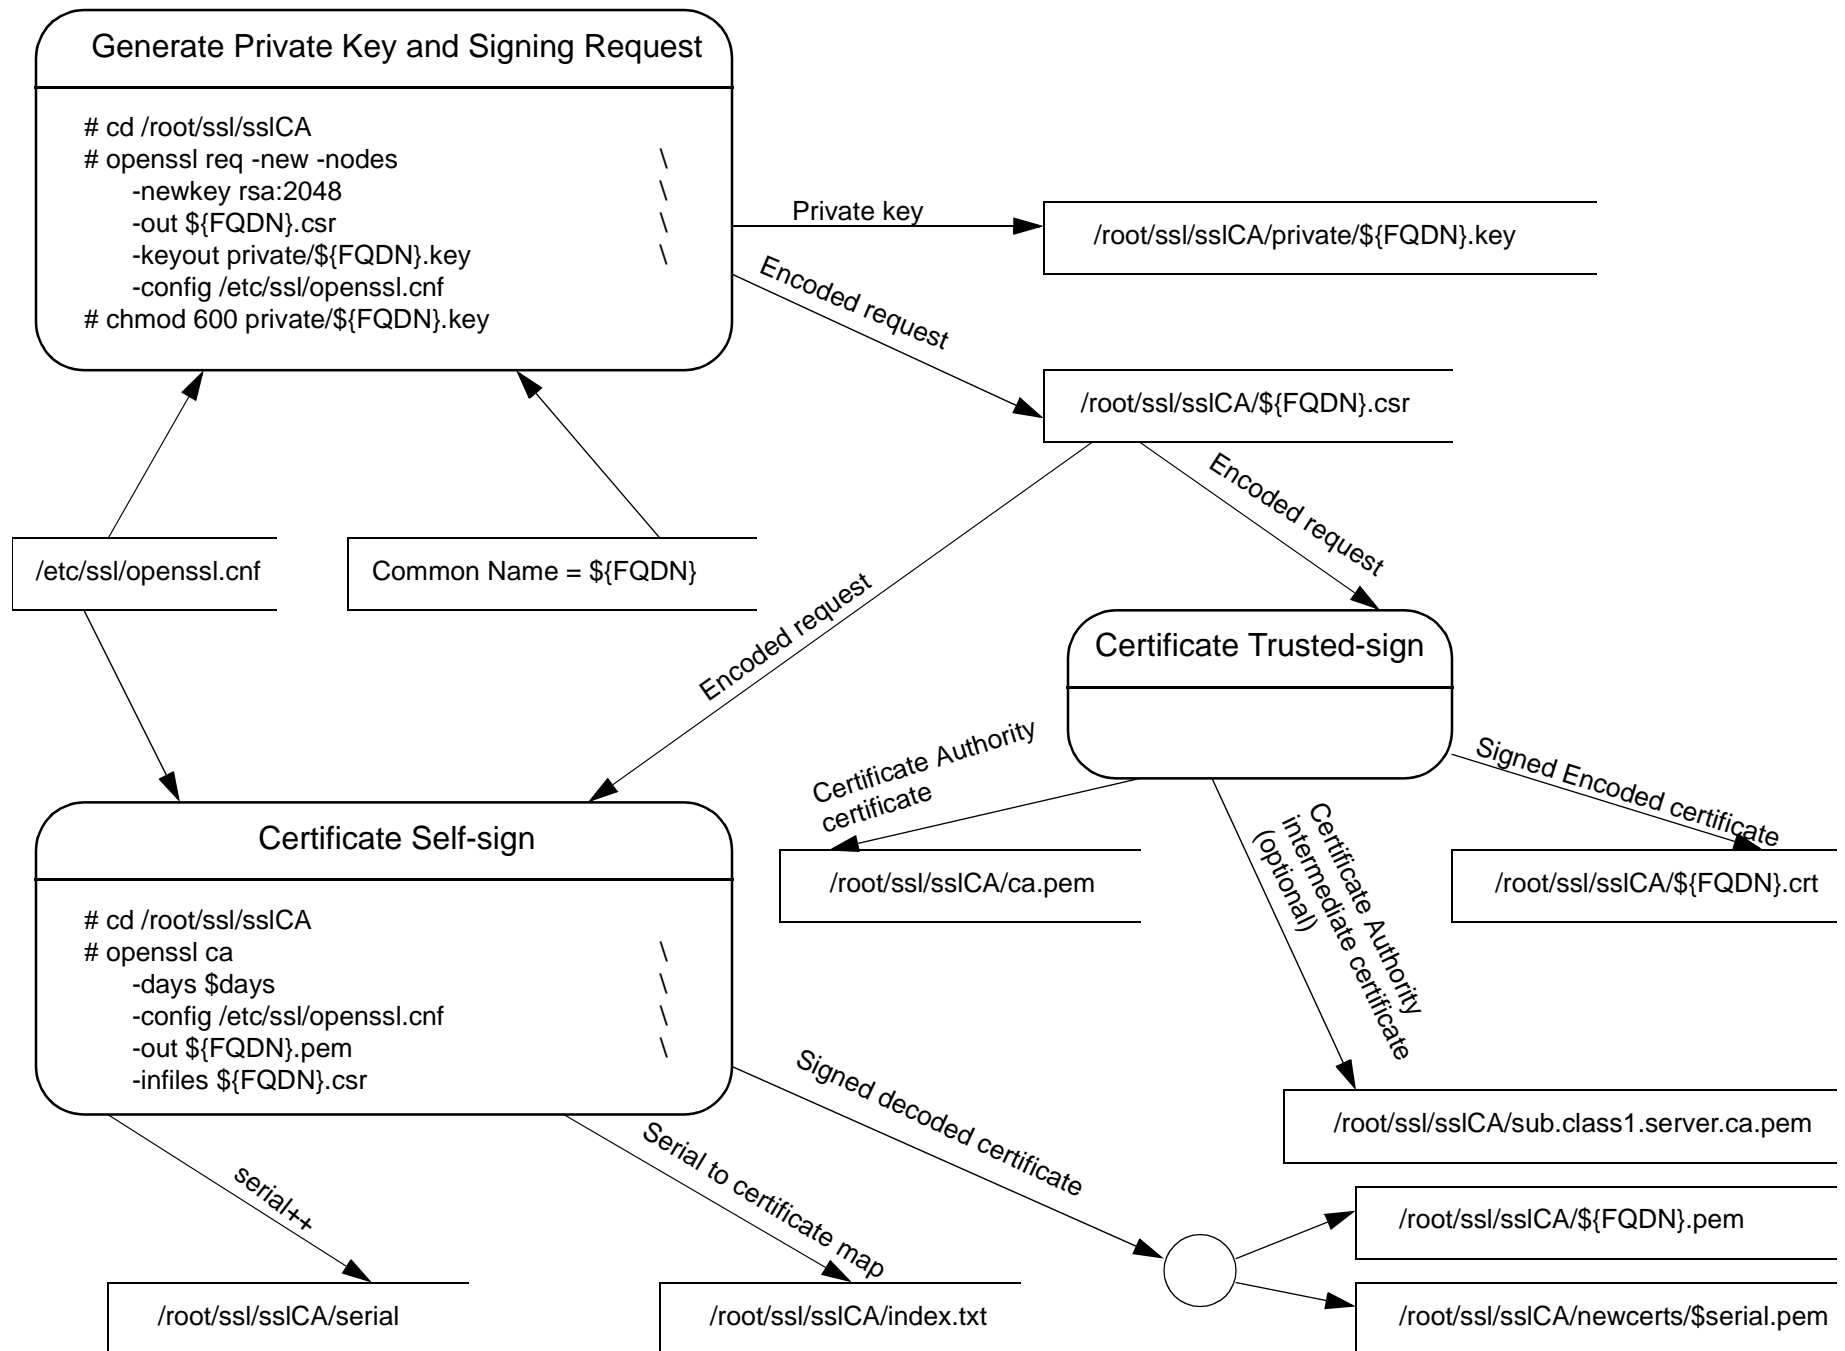 Generate Private Key and Signing Request
# cd /root/ssl/sslCA
# openssl req -new -nodes \
-newkey rsa:2048 \
-out ${FQDN}.csr \
-keyout private/${FQDN}.key \
-config /etc/ssl/openssl.cnf
# chmod 600 private/${FQDN}.key
Private key
/root/ssl/sslCA/private/${FQDN}.key
Encoded request
/root/ssl/sslCA/${FQDN}.csr
Encoded request
/etc/ssl/openssl.cnf
Common Name = ${FQDN}
Encoded request
Certificate Trusted-sign
Certificate Authority
certificate
Signed Encoded certificate
Certificate Authority
intermediate certificate
(optional)
/root/ssl/sslCA/ca.pem
/root/ssl/sslCA/${FQDN}.crt
Certificate Self-sign
# cd /root/ssl/sslCA
# openssl ca \
-days $days \
-config /etc/ssl/openssl.cnf \
-out ${FQDN}.pem \
-infiles ${FQDN}.csr
Signed decoded certificate
/root/ssl/sslCA/sub.class1.server.ca.pem
serial++
Serial to certificate map
/root/ssl/sslCA/${FQDN}.pem
/root/ssl/sslCA/serial
/root/ssl/sslCA/index.txt
/root/ssl/sslCA/newcerts/$serial.pem